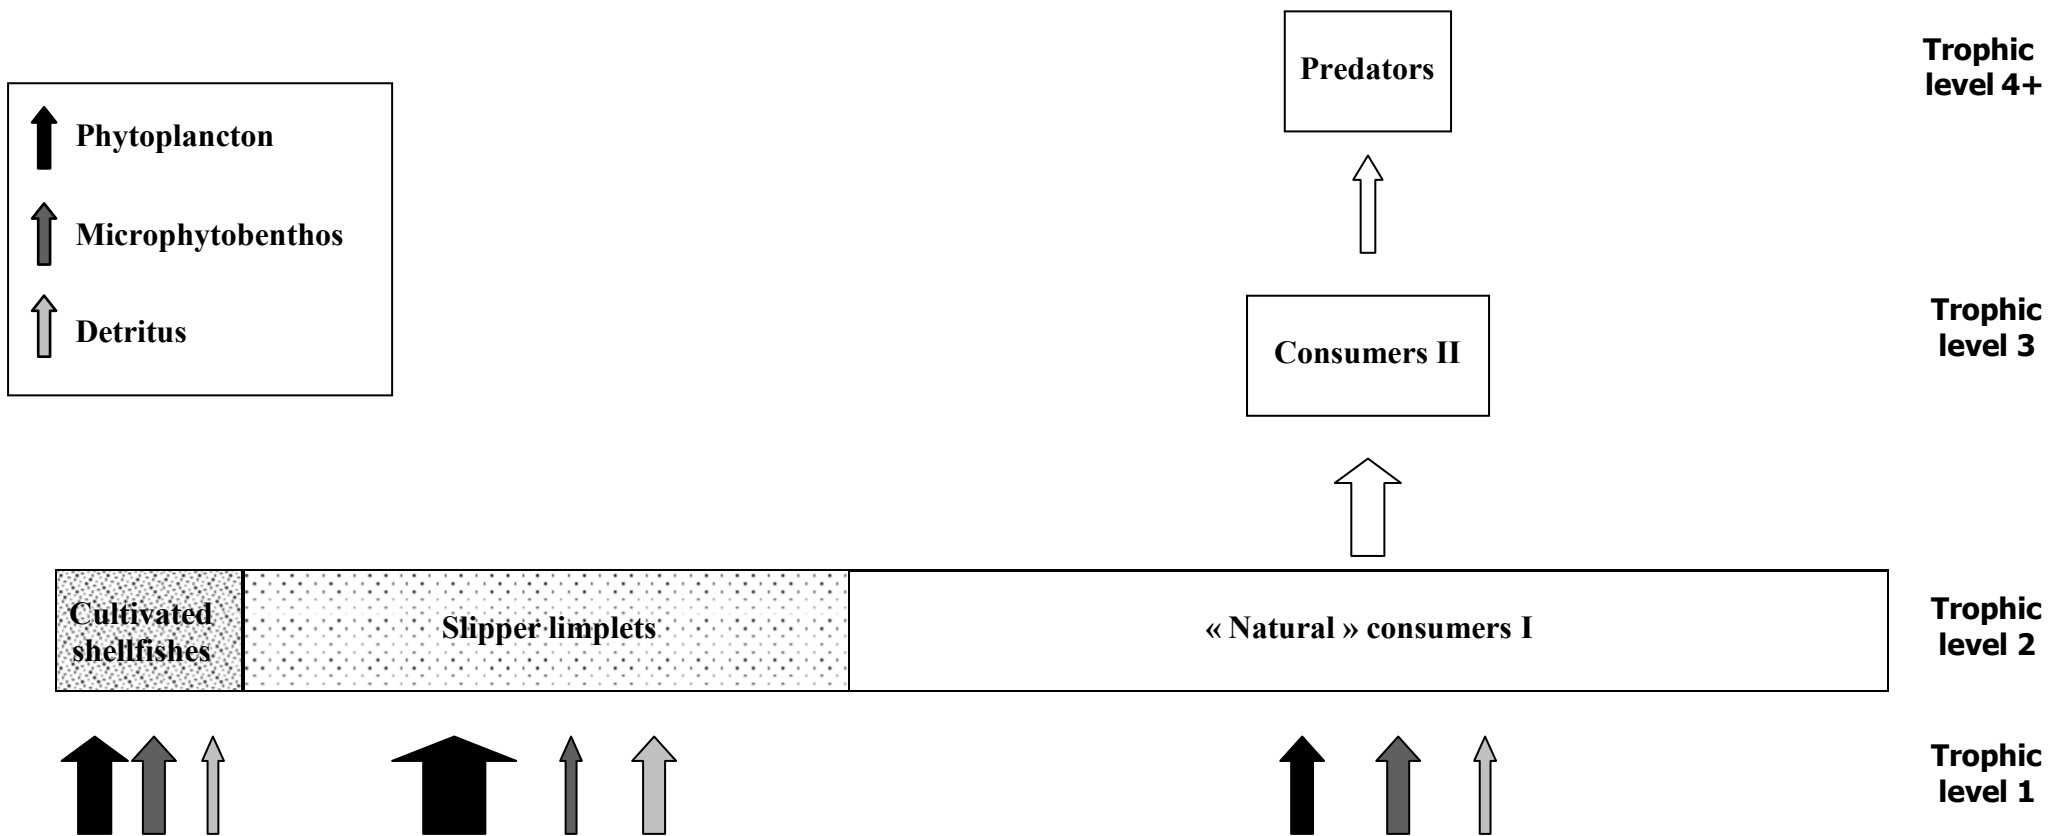 Predators
Trophic
level 4+
Phytoplancton
Microphytobenthos
Detritus
Consumers II
Trophic
level 3
Cultivated
shellfishes
Slipper limplets
« Natural » consumers I
Trophic
level 2
Trophic
level 1